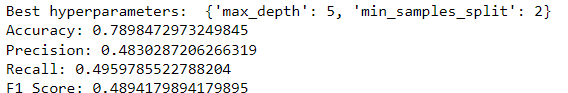 Best hyperparameters:  {'max_depth': 5, 'min_samples_split': 2}
Accuracy: 0.7898472973249845
Precision: 0.4830287206266319
Recall: 0.4959785522788204
F1 Score: 0.4894179894179895